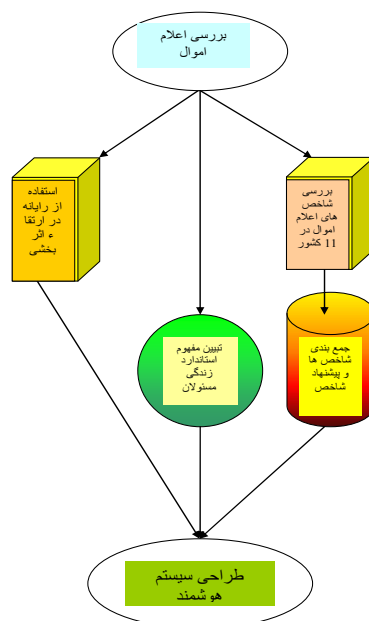 بررسی اعلام
اموال
بررسی
شاخص
های اعلام
اموال در
11 کشور
استفاده
از رایانه
در ارتقا
ء اثر
بخشی
جمع بندی
شاخص ها
و پیشنهاد
شاخص
تبیین مفهوم
استاندارد
زندگی
مسئولان
طراحی سیستم
هوشمند